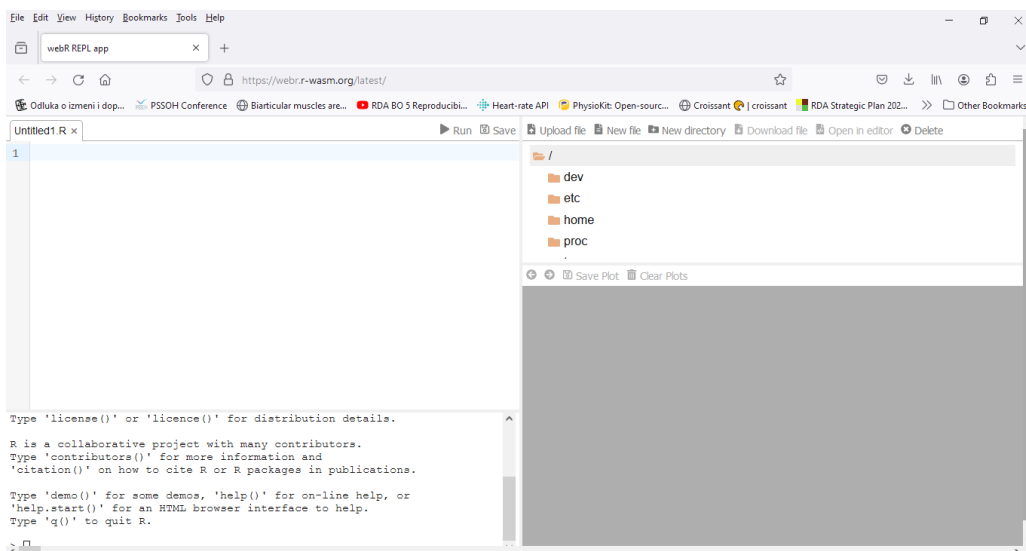 File Edit View History Bookmarks Tools Help
webR REPL app
https://webr.r-wasm.org/latest/
Odluka o izmeni i dop... PSSOH Conference Biarticular muscles are... RDA BO 5 Reproducibi... Heart-rate API PhysioKit: Open-sourc... Croissant | croissant RDA Strategic Plan 202... Other Bookmarks
Untitled1.R Run Save Upload file New file New directory Download file Open in editor Delete
1
/
dev
etc
home
proc
Save Plot Clear Plots
Type 'license()' or 'licence()' for distribution details.
R is a collaborative project with many contributors.
Type 'contributors()' for more information and
'citation()' on how to cite R or R packages in publications.
Type 'demo()' for some demos, 'help()' for on-line help, or
'help.start()' for an HTML browser interface to help.
Type 'q()' to quit R.
>